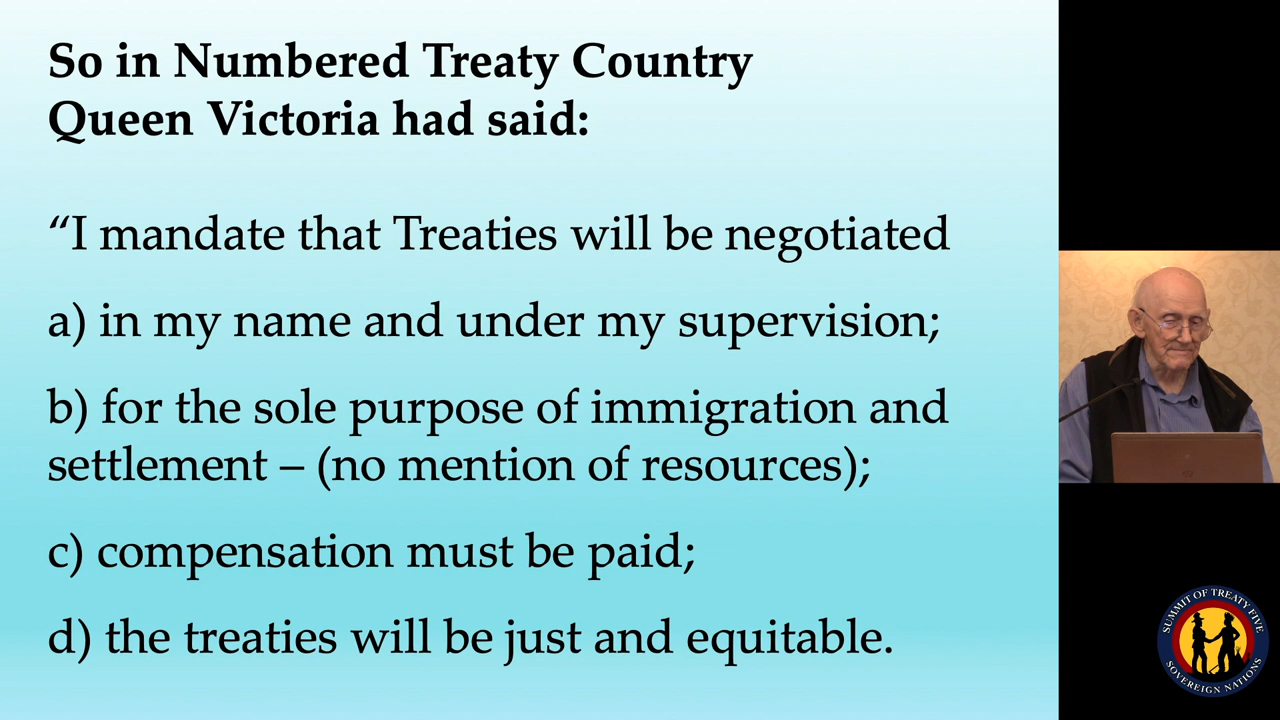 So in Numbered Treaty Country
Queen Victoria had said:
“I mandate that Treaties will be negotiated
a) in my name and under my supervision;
b) for the sole purpose of immigration and
settlement – (no mention of resources);
c) compensation must be paid;
d) the treaties will be just and equitable.
SUMMIT OF TREATY FIVE
SOVEREIGN NATIONS